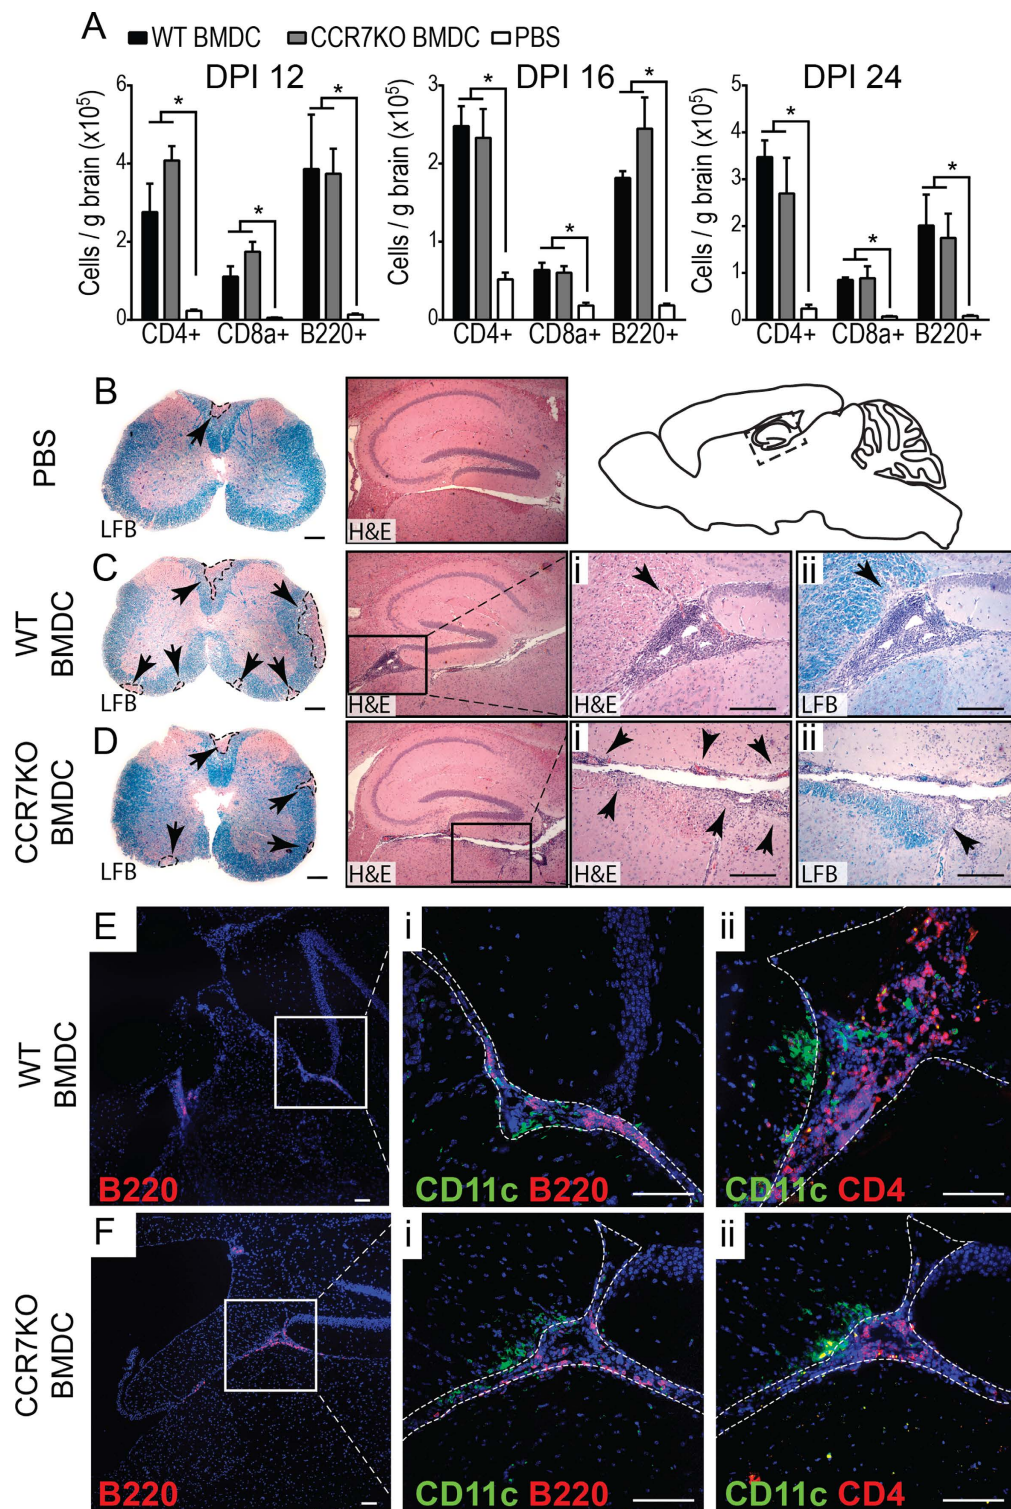 A
WT BMDC CCR7KO BMDC PBS
DPI 12 DPI 16 DPI 24
Cells / g brain (x10⁵)
6
4
2
0
CD4+ CD8a+ B220+
* * *
Cells / g brain (x10⁵)
3
2
1
0
CD4+ CD8a+ B220+
* * *
Cells / g brain (x10⁵)
5
4
3
2
1
0
CD4+ CD8a+ B220+
* * *
B
PBS
LFB
H&E
C
WT
BMDC
LFB
H&E
i
H&E
ii
LFB
D
CCR7KO
BMDC
LFB
H&E
i
H&E
ii
LFB
E
WT
BMDC
B220
i
CD11c B220
ii
CD11c CD4
F
CCR7KO
BMDC
B220
i
CD11c B220
ii
CD11c CD4